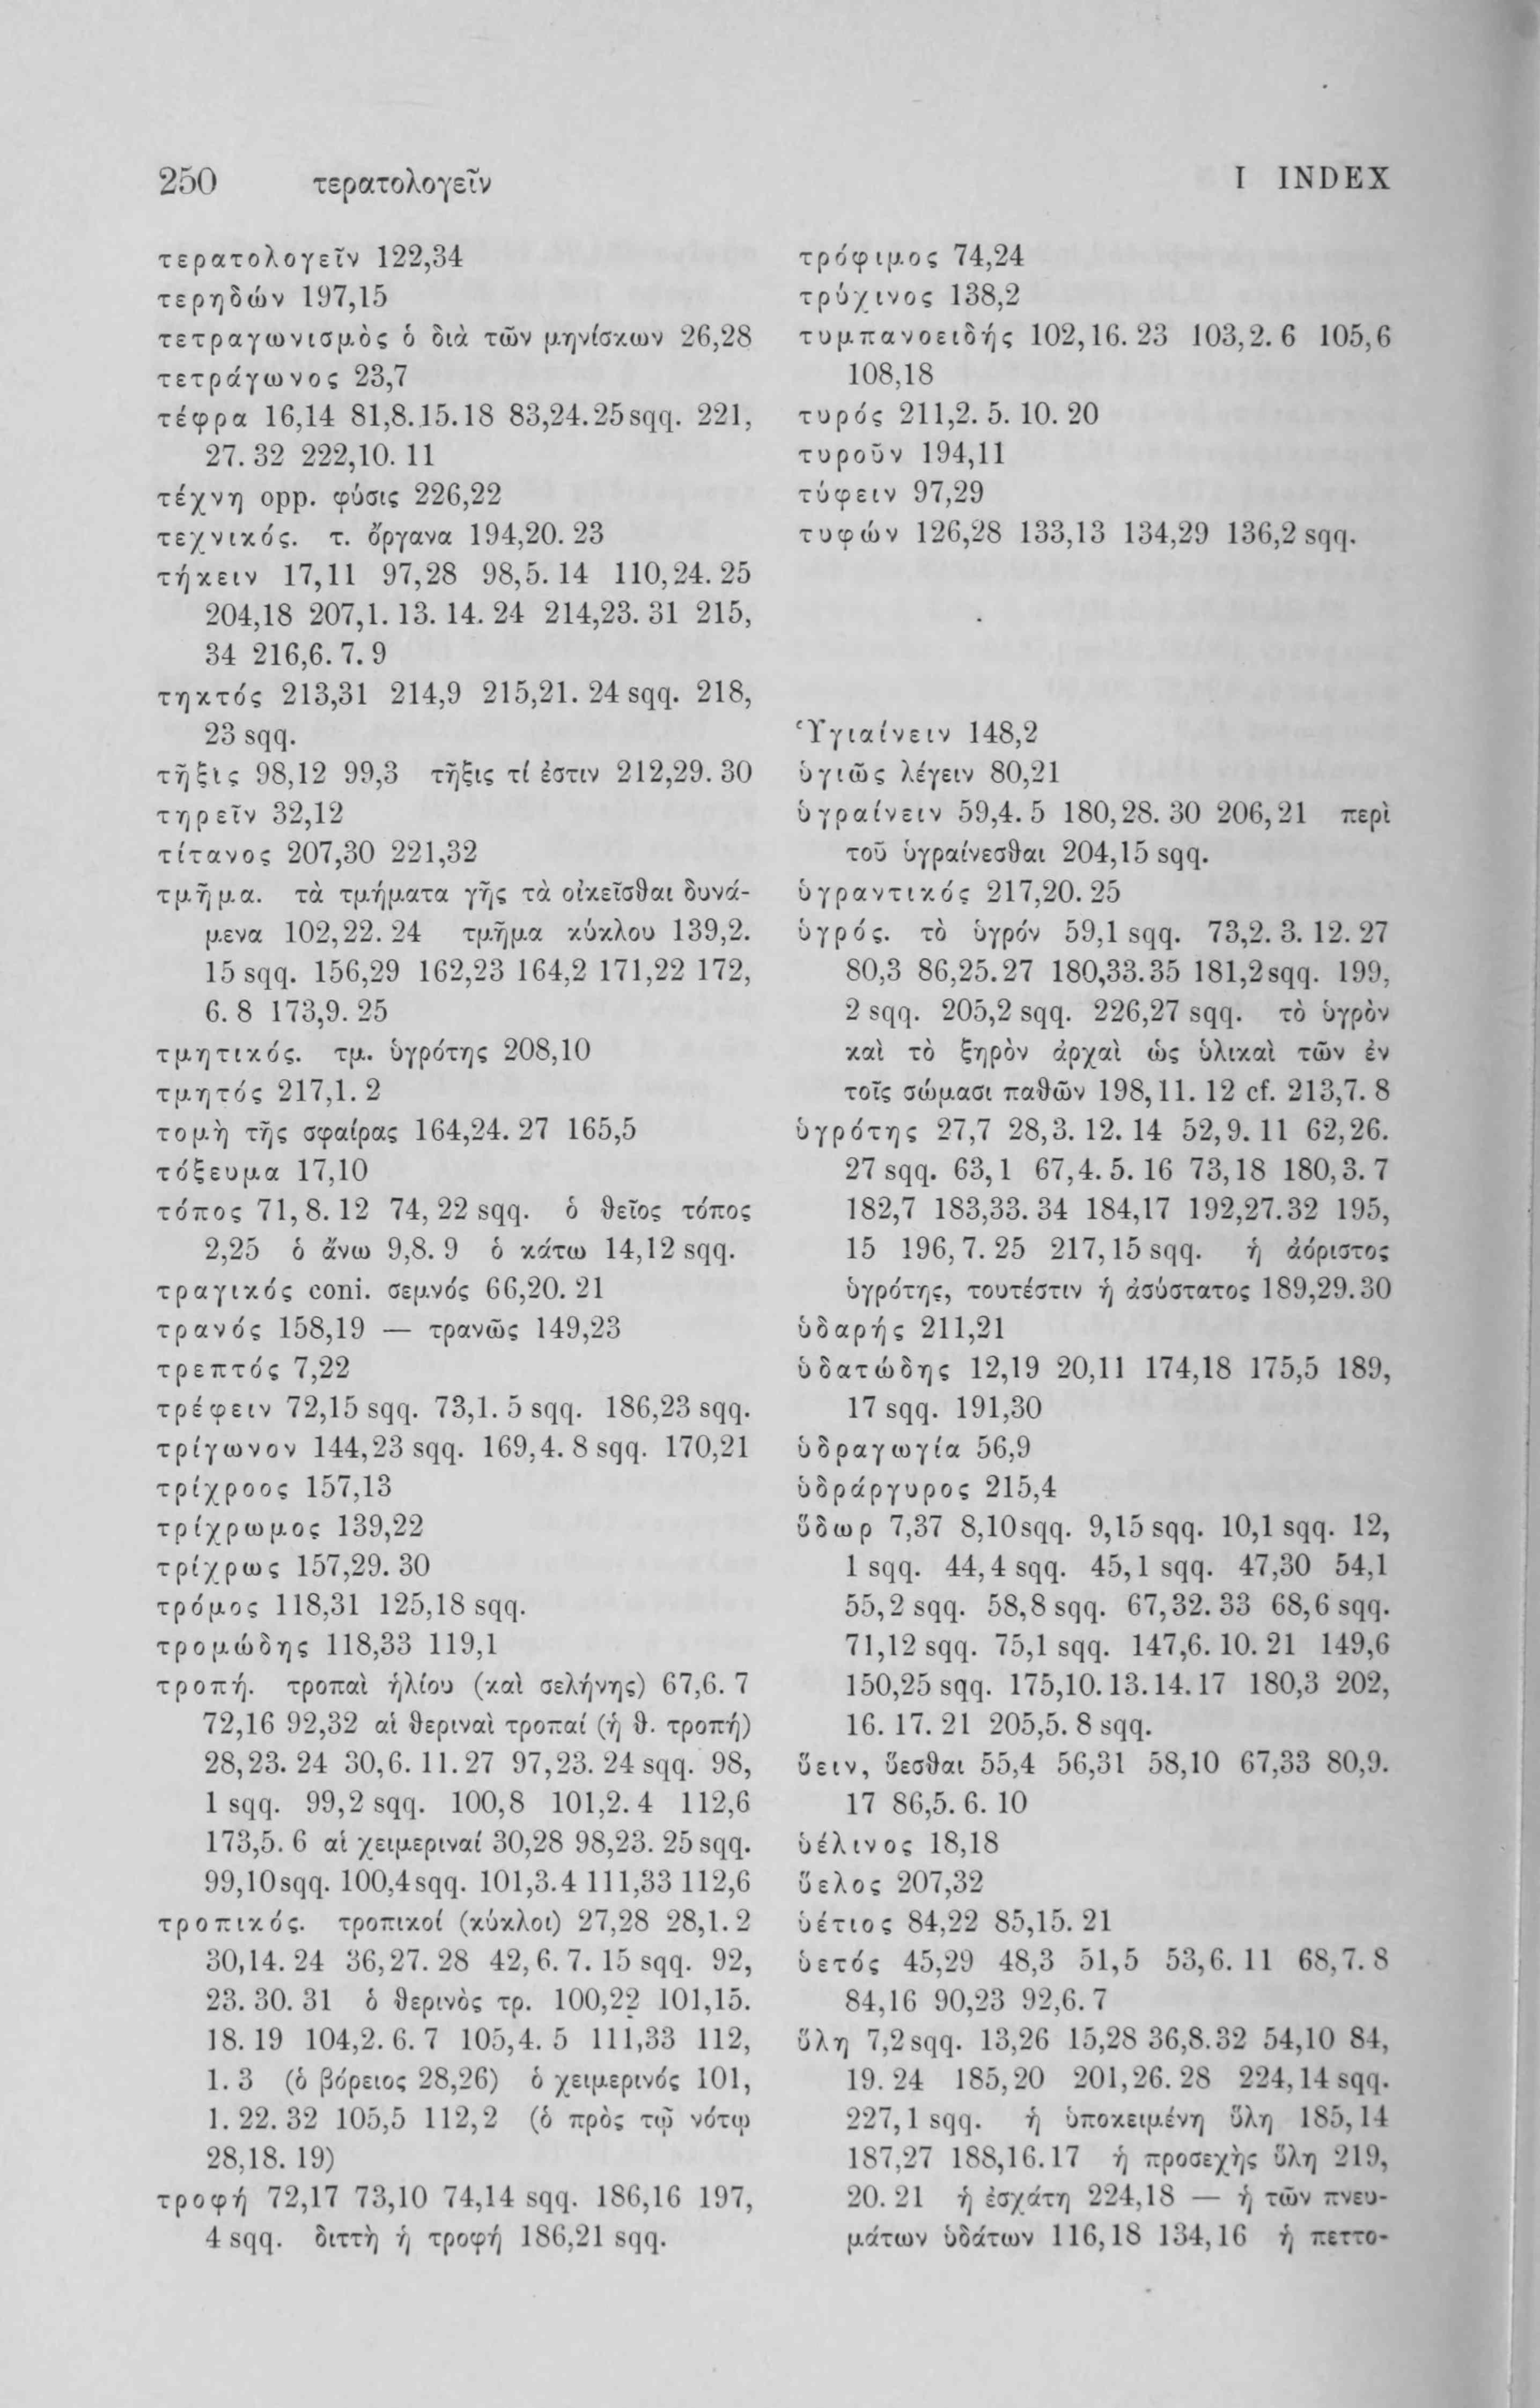 250 τερατολογεῖν I INDEX
τερατολογεῖν 122,34
τερηδών 197,15
τετραγωνισμὸς ὁ διὰ τῶν μηνίσκων 26,28
τετράγωνος 23,7
τέφρα 16,14 81,8.15.18 83,24.25 sqq. 221,
27. 32 222,10. 11
τέχνη opp. φύσις 226,22
τεχνικός. τ. ὄργανα 194,20. 23
τήκειν 17,11 97,28 98,5. 14 110,24. 25
204,18 207,1. 13. 14. 24 214,23. 31 215,
34 216,6. 7. 9
τηκτός 213,31 214,9 215,21. 24 sqq. 218,
23 sqq.
τῆξις 98,12 99,3 τῆξις τί ἐστιν 212,29. 30
τηρεῖν 32,12
τίτανος 207,30 221,32
τμῆμα. τὰ τμήματα γῆς τὰ οἰκεῖσθαι δυνά-
μενα 102,22. 24 τμῆμα κύκλου 139,2.
15 sqq. 156,29 162,23 164,2 171,22 172,
6. 8 173,9. 25
τμητικός. τμ. ὑγρότης 208,10
τμητός 217,1. 2
τομὴ τῆς σφαίρας 164,24. 27 165,5
τόξευμα 17,10
τόπος 71,8. 12 74,22 sqq. ὁ θεῖος τόπος
2,25 ὁ ἄνω 9,8. 9 ὁ κάτω 14,12 sqq.
τραγικός coni. σεμνός 66,20. 21
τρανός 158,19 — τρανῶς 149,23
τρεπτός 7,22
τρέφειν 72,15 sqq. 73,1. 5 sqq. 186,23 sqq.
τρίγωνον 144,23 sqq. 169,4. 8 sqq. 170,21
τρίχροος 157,13
τρίχρωμος 139,22
τρίχρως 157,29. 30
τρόμος 118,31 125,18 sqq.
τρομώδης 118,33 119,1
τροπή. τροπαὶ ἡλίου (καὶ σελήνης) 67,6. 7
72,16 92,32 αἱ θεριναὶ τροπαί (ἡ θ. τροπή)
28,23. 24 30,6. 11. 27 97,23. 24 sqq. 98,
1 sqq. 99,2 sqq. 100,8 101,2. 4 112,6
173,5. 6 αἱ χειμεριναί 30,28 98,23. 25 sqq.
99,10 sqq. 100,4 sqq. 101,3.4 111,33 112,6
τροπικός. τροπικοί (κύκλοι) 27,28 28,1. 2
30,14. 24 36,27. 28 42,6. 7. 15 sqq. 92,
23. 30. 31 ὁ θερινὸς τρ. 100,22 101,15.
18. 19 104,2. 6. 7 105,4. 5 111,33 112,
1. 3 (ὁ βόρειος 28,26) ὁ χειμερινός 101,
1. 22. 32 105,5 112,2 (ὁ πρὸς τῷ νότῳ
28,18. 19)
τροφή 72,17 73,10 74,14 sqq. 186,16 197,
4 sqq. διττὴ ἡ τροφή 186,21 sqq.
τρόφιμος 74,24
τρύχινος 138,2
τυμπανοειδής 102,16. 23 103,2. 6 105,6
108,18
τυρός 211,2. 5. 10. 20
τυροῦν 194,11
τύφειν 97,29
τυφών 126,28 133,13 134,29 136,2 sqq.
Ὑγιαίνειν 148,2
ὑγιῶς λέγειν 80,21
ὑγραίνειν 59,4. 5 180,28. 30 206,21 περὶ
τοῦ ὑγραίνεσθαι 204,15 sqq.
ὑγραντικός 217,20. 25
ὑγρός. τὸ ὑγρόν 59,1 sqq. 73,2. 3. 12. 27
80,3 86,25.27 180,33.35 181,2 sqq. 199,
2 sqq. 205,2 sqq. 226,27 sqq. τὸ ὑγρὸν
καὶ τὸ ξηρὸν ἀρχαὶ ὡς ὑλικαὶ τῶν ἐν
τοῖς σώμασι παθῶν 198,11. 12 cf. 213,7. 8
ὑγρότης 27,7 28,3. 12. 14 52,9. 11 62,26.
27 sqq. 63,1 67,4. 5. 16 73,18 180,3. 7
182,7 183,33. 34 184,17 192,27.32 195,
15 196,7. 25 217,15 sqq. ἡ ἀόριστος
ὑγρότης, τουτέστιν ἡ ἀσύστατος 189,29.30
ὑδαρής 211,21
ὑδατώδης 12,19 20,11 174,18 175,5 189,
17 sqq. 191,30
ὑδραγωγία 56,9
ὑδράργυρος 215,4
ὕδωρ 7,37 8,10 sqq. 9,15 sqq. 10,1 sqq. 12,
1 sqq. 44,4 sqq. 45,1 sqq. 47,30 54,1
55,2 sqq. 58,8 sqq. 67,32. 33 68,6 sqq.
71,12 sqq. 75,1 sqq. 147,6. 10. 21 149,6
150,25 sqq. 175,10.13.14.17 180,3 202,
16. 17. 21 205,5. 8 sqq.
ὕειν, ὕεσθαι 55,4 56,31 58,10 67,33 80,9.
17 86,5. 6. 10
ὑέλινος 18,18
ὕελος 207,32
ὑέτιος 84,22 85,15. 21
ὑετός 45,29 48,3 51,5 53,6. 11 68,7. 8
84,16 90,23 92,6. 7
ὕλη 7,2 sqq. 13,26 15,28 36,8.32 54,10 84,
19. 24 185,20 201,26. 28 224,14 sqq.
227,1 sqq. ἡ ὑποκειμένη ὕλη 185,14
187,27 188,16.17 ἡ προσεχὴς ὕλη 219,
20. 21 ἡ ἐσχάτη 224,18 — ἡ τῶν πνευ-
μάτων ὑδάτων 116,18 134,16 ἡ πεττο-